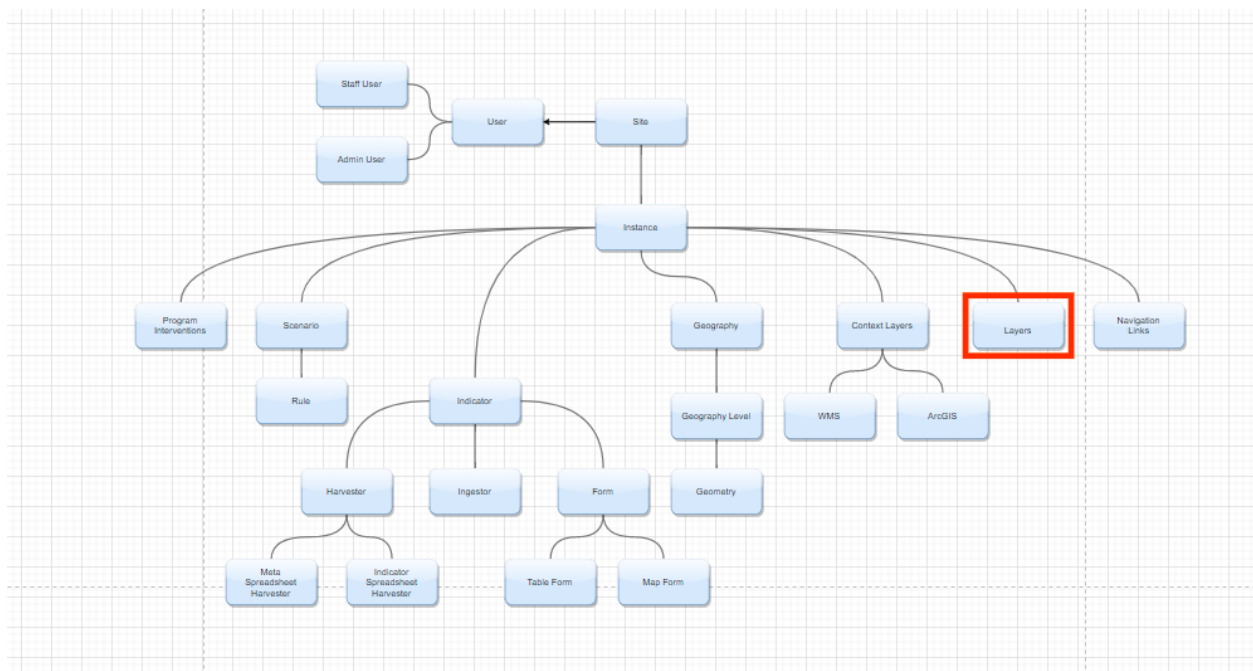 Staff User
User
Site
Admin User
Instance
Program
Interventions
Scenario
Geography
Context Layers
Layers
Navigation
Links
Rule
Indicator
Geography Level
WMS
ArcGIS
Harvester
Ingestor
Form
Geometry
Meta
Spreadsheet
Harvester
Indicator
Spreadsheet
Harvester
Table Form
Map Form